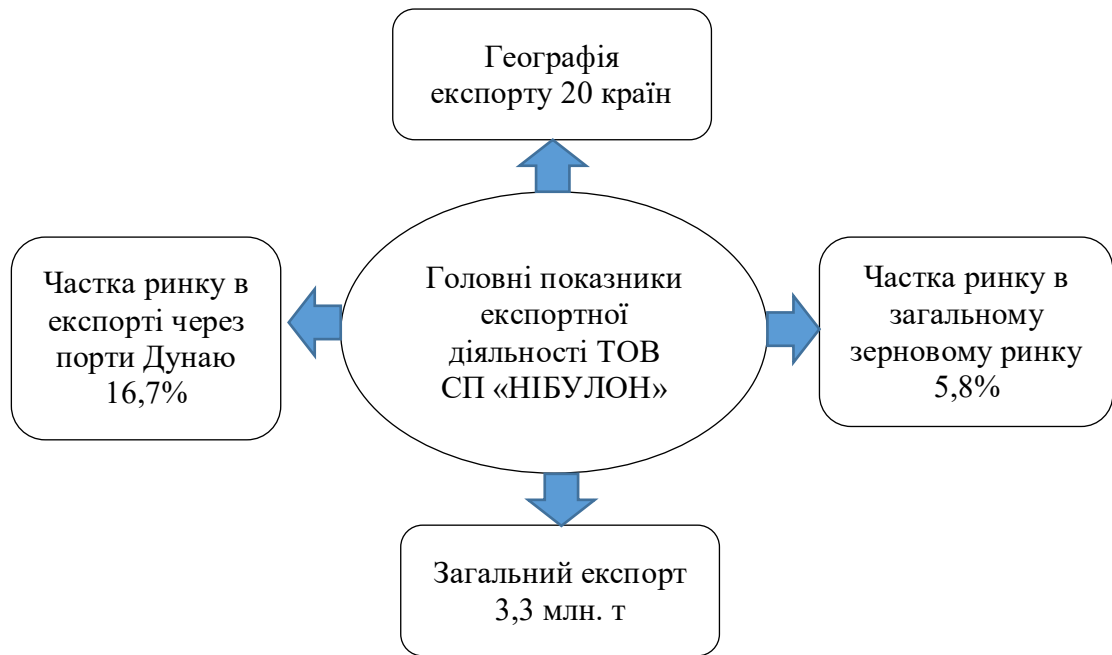 Географія
експорту 20 країн
Частка ринку в
експорті через
порти Дунаю
16,7%
Головні показники
експортної
діяльності ТОВ
СП «НІБУЛОН»
Частка ринку в
загальному
зерновому ринку
5,8%
Загальний експорт
3,3 млн. т